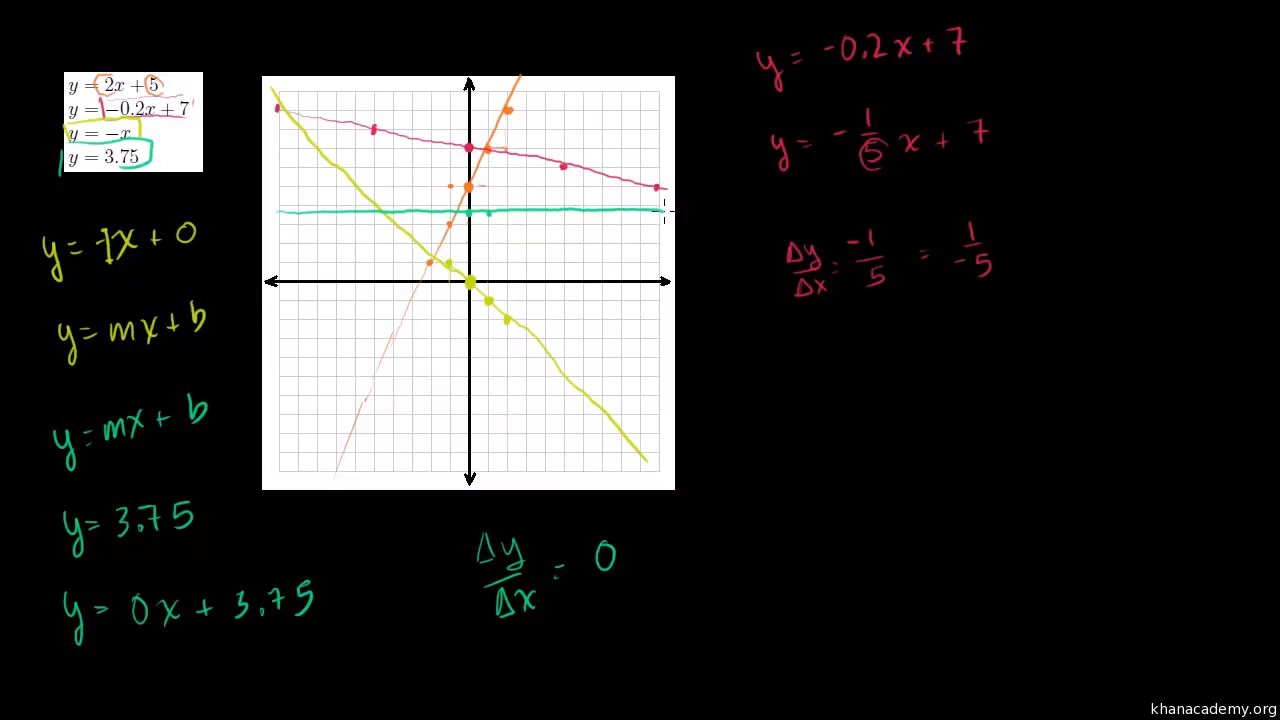 y = 2x + 5
y = −0.2x + 7
y = −x
y = 3.75
y = -1x + 0
y = mx + b
y = mx + b
y = 3.75
y = 0x + 3.75
Δy/Δx = 0
y = -0.2x + 7
y = -1/5 x + 7
Δy/Δx = -1/5 = 1/-5
khanacademy.org